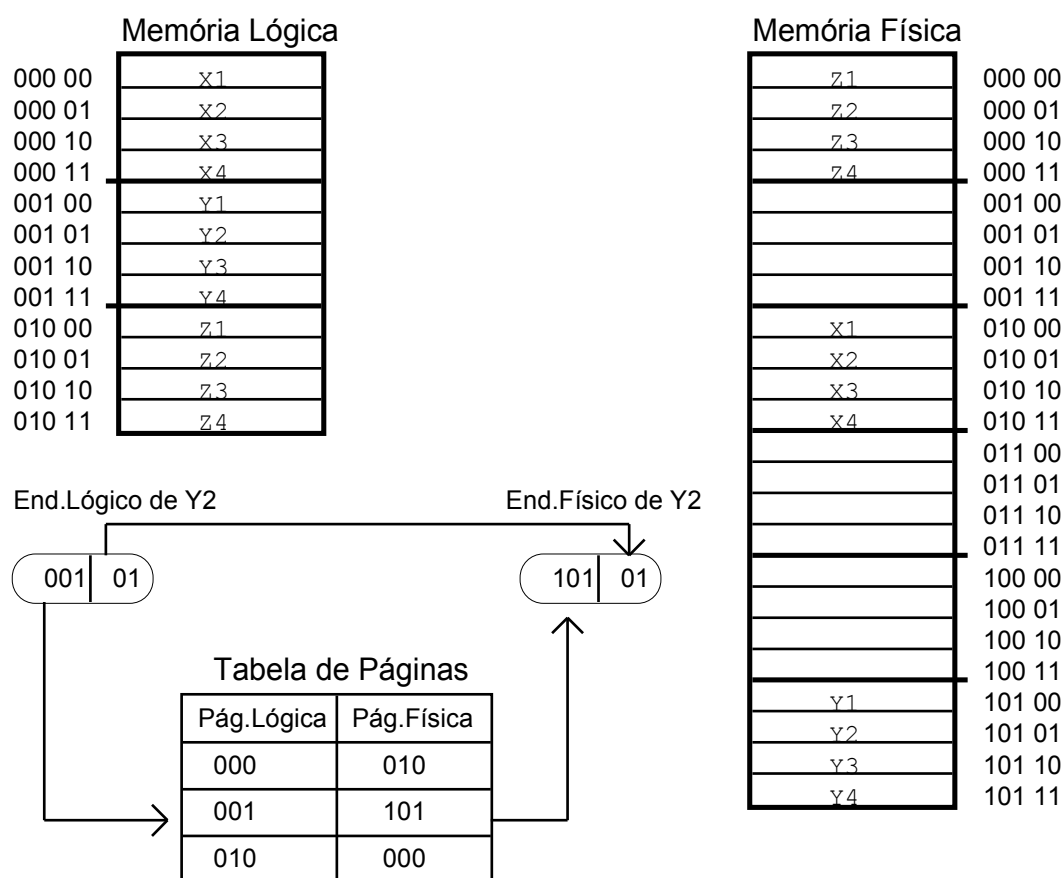 Memória Lógica
000 00 X1
000 01 X2
000 10 X3
000 11 X4
001 00 Y1
001 01 Y2
001 10 Y3
001 11 Y4
010 00 Z1
010 01 Z2
010 10 Z3
010 11 Z4
Memória Física
Z1 000 00
Z2 000 01
Z3 000 10
Z4 000 11
001 00
001 01
001 10
001 11
X1 010 00
X2 010 01
X3 010 10
X4 010 11
011 00
011 01
011 10
011 11
100 00
100 01
100 10
100 11
Y1 101 00
Y2 101 01
Y3 101 10
Y4 101 11
End.Lógico de Y2
001 01
End.Físico de Y2
101 01
Tabela de Páginas
Pág.Lógica Pág.Física
000 010
001 101
010 000